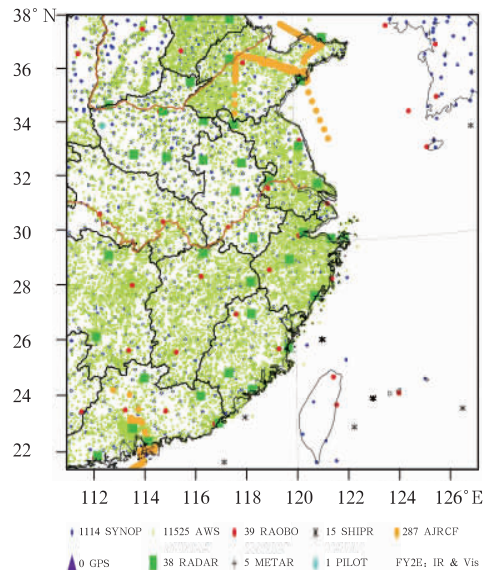 38° N
36
34
32
30
28
26
24
22
112 114 116 118 120 122 124 126°E
1114 SYNOP 11525 AWS 39 RAOBO 15 SHIPR 287 AJRCF
0 GPS 38 RADAR 5 METAR 1 PILOT FY2E: IR & Vis